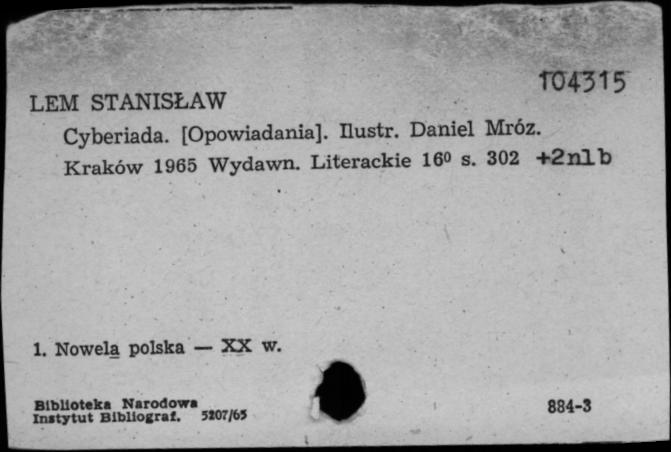 104315
LEM STANISŁAW
Cyberiada. [Opowiadania]. Ilustr. Daniel Mróz.
Kraków 1965 Wydawn. Literackie 16⁰ s. 302 +2nlb
1. Nowela polska — XX w.
Biblioteka Narodowa
Instytut Bibliograf. 5207/65
884-3